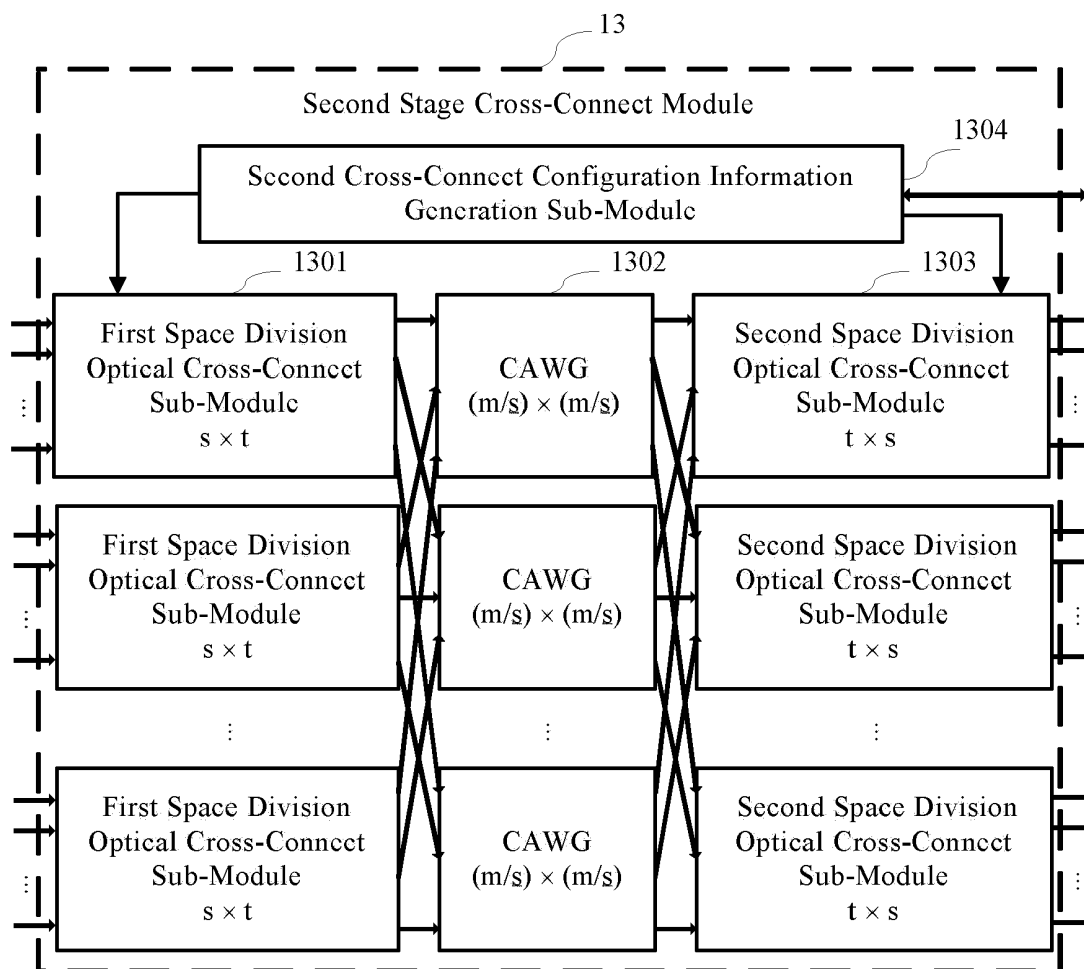 13
Second Stage Cross-Connect Module
1304
Second Cross-Connect Configuration Information
Generation Sub-Module
1301
1302
1303
First Space Division
Optical Cross-Connect
Sub-Module
s × t
CAWG
(m/s) × (m/s)
Second Space Division
Optical Cross-Connect
Sub-Module
t × s
First Space Division
Optical Cross-Connect
Sub-Module
s × t
CAWG
(m/s) × (m/s)
Second Space Division
Optical Cross-Connect
Sub-Module
t × s
...
...
...
First Space Division
Optical Cross-Connect
Sub-Module
s × t
CAWG
(m/s) × (m/s)
Second Space Division
Optical Cross-Connect
Sub-Module
t × s